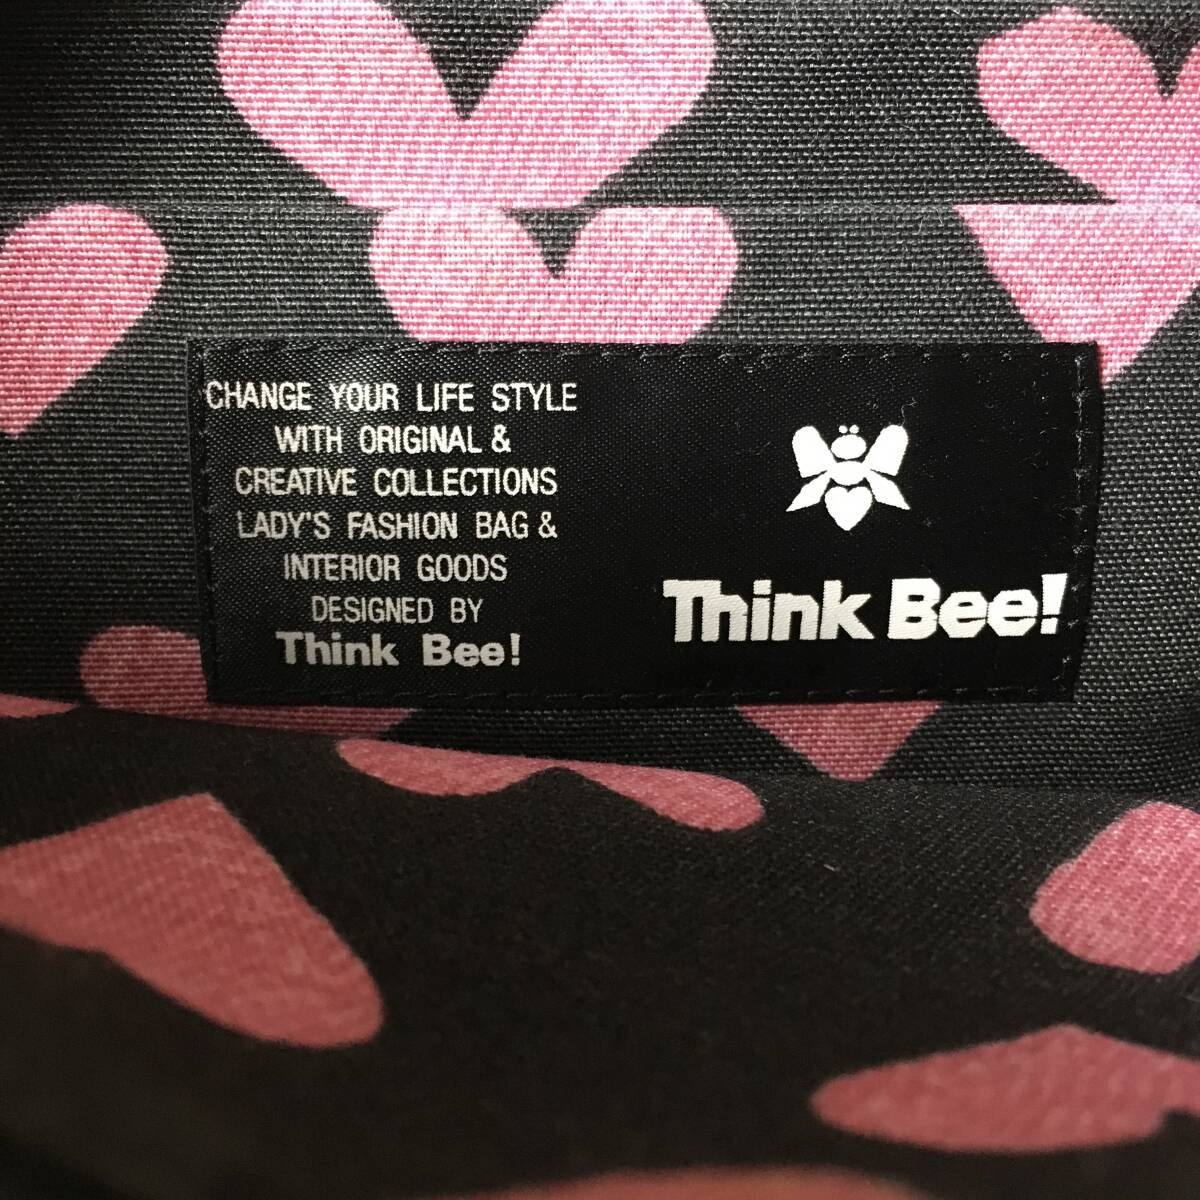 CHANGE YOUR LIFE STYLE
WITH ORIGINAL &
CREATIVE COLLECTIONS
LADY'S FASHION BAG &
INTERIOR GOODS
DESIGNED BY
Think Bee!
Think Bee!